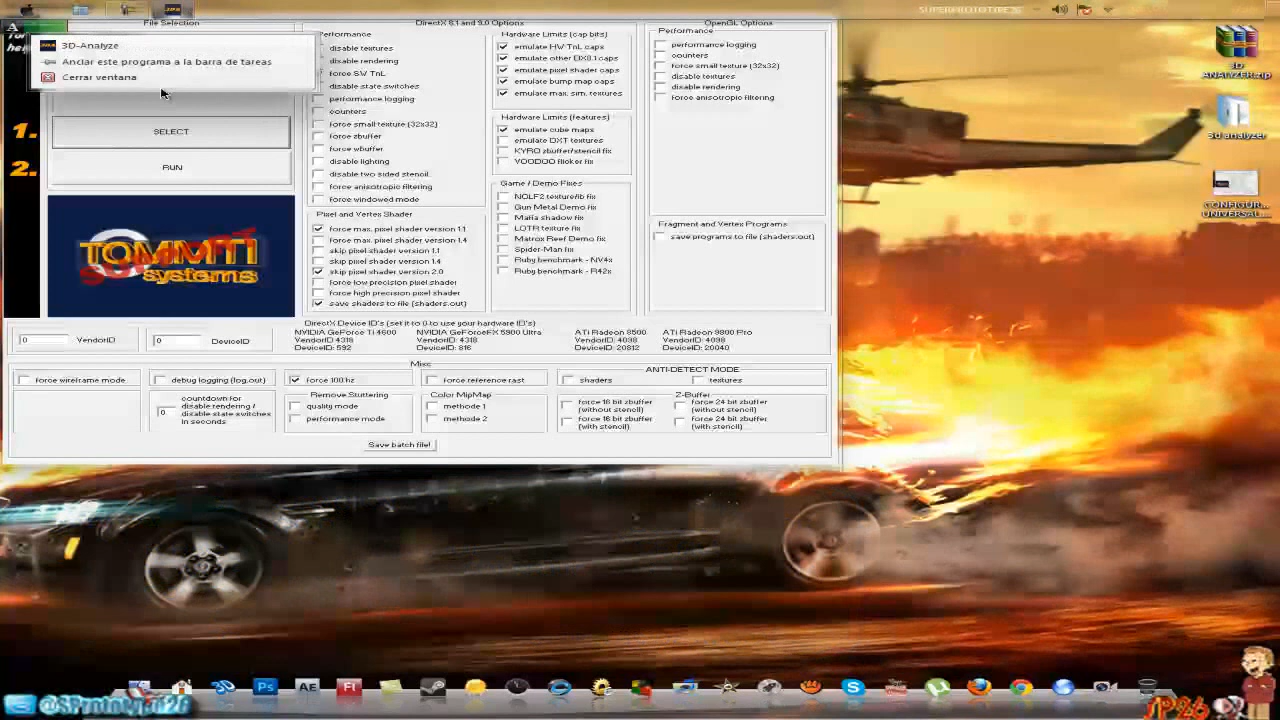 3D-Analyze
Anclar este programa a la barra de tareas
Cerrar ventana
1.
SELECT
2.
RUN
TOMMTI
systems
File Selection
DirectX 8.1 and 9.0 Options
Performance
disable textures
disable rendering
force SW TnL
disable state switches
performance logging
counters
force small texture (32x32)
force zbuffer
force wbuffer
disable lighting
disable two sided stencil
force anisotropic filtering
force windowed mode
Pixel and Vertex Shader
force max. pixel shader version 1.1
force max. pixel shader version 1.4
skip pixel shader version 1.1
skip pixel shader version 1.4
skip pixel shader version 2.0
force low precision pixel shader
force high precision pixel shader
save shaders to file (shaders.out)
Hardware Limits (cap bits)
emulate HW TnL caps
emulate other DX8.1 caps
emulate pixel shader caps
emulate bump map caps
emulate max. sim. textures
Hardware Limits (features)
emulate cube maps
emulate DXT textures
KYRO zbuffer/stencil fix
VOODOO flicker fix
Game / Demo Fixes
NOLF2 texture/lib fix
Gun Metal Demo fix
Mafia shadow fix
LOTR texture fix
Matrox Reef Demo fix
Spider-Man fix
Ruby benchmark - NV4x
Ruby benchmark - R42x
OpenGL Options
Performance
performance logging
counters
force small texture (32x32)
disable textures
disable rendering
force anisotropic filtering
Fragment and Vertex Programs
save programs to file (shaders.out)
DirectX Device ID's (set it to 0 to use your hardware ID's)
0 VendorID
0 DeviceID
NVIDIA GeForce Ti 4600
VendorID: 4318
DeviceID: 592
NVIDIA GeForceFX 5900 Ultra
VendorID: 4318
DeviceID: 816
ATi Radeon 8500
VendorID: 4098
DeviceID: 20812
ATi Radeon 9800 Pro
VendorID: 4098
DeviceID: 20040
Misc
force wireframe mode
debug logging (log.out)
force 100 hz
force reference rast
ANTI-DETECT MODE
shaders
textures
0
countdown for
disable rendering /
disable state switches
in seconds
Remove Stuttering
quality mode
performance mode
Color MipMap
methode 1
methode 2
Z-Buffer
force 16 bit zbuffer
(without stencil)
force 24 bit zbuffer
(without stencil)
force 16 bit zbuffer
(with stencil)
force 24 bit zbuffer
(with stencil)
Save batch file!
3D
ANALYZER.zip
3d analyzer
CONFIGUR...
UNIVERSAL...
Ps
AE
Fl